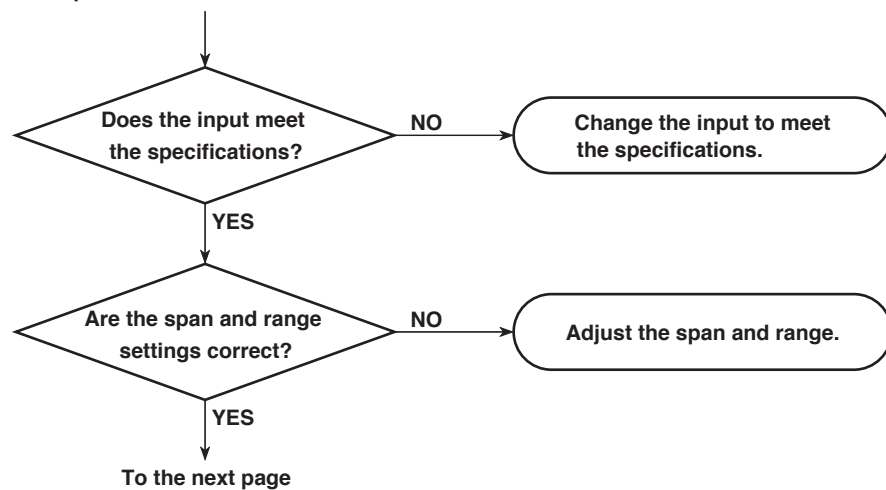 Does the input meet
the specifications?
NO
Change the input to meet
the specifications.
YES
Are the span and range
settings correct?
NO
Adjust the span and range.
YES
To the next page